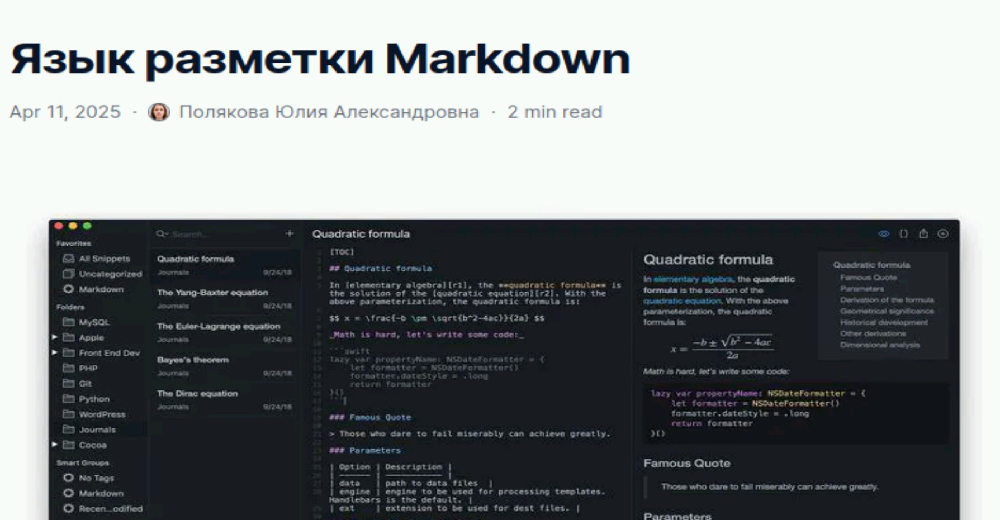 Язык разметки Markdown
Apr 11, 2025 · Полякова Юлия Александровна · 2 min read
Favorites
All Snippets
Uncategorized
Markdown
Folders
MySQL
Apple
Front End Dev
PHP
Git
Python
WordPress
Journals
Cocoa
Smart Groups
No Tags
Markdown
Recen...odified
Search...
Quadratic formula
Journals 9/24/18
The Yang-Baxter equation
Journals 9/24/18
The Euler-Lagrange equation
Journals 9/24/18
Bayes's theorem
Journals 9/24/18
The Dirac equation
Journals 9/24/18
Quadratic formula
[TOC]
## Quadratic formula
In [elementary algebra][r1], the **quadratic formula** is
the solution of the [quadratic equation][r2]. With the
above parameterization, the quadratic formula is:
$$ x = \frac{-b \pm \sqrt{b^2-4ac}}{2a} $$
_Math is hard, let's write some code:_
```swift
lazy var propertyName: NSDateFormatter = {
let formatter = NSDateFormatter()
formatter.dateStyle = .long
return formatter
}()
```
### Famous Quote
> Those who dare to fail miserably can achieve greatly.
### Parameters
| Option | Description |
| data | path to data files |
| engine | engine to be used for processing templates.
Handlebars is the default. |
| ext | extension to be used for dest files. |
Quadratic formula
In elementary algebra, the quadratic
formula is the solution of the
quadratic equation. With the above
parameterization, the quadratic
formula is:
x = −b ± √b² − 4ac
2a
Math is hard, let's write some code:
lazy var propertyName: NSDateFormatter = {
let formatter = NSDateFormatter()
formatter.dateStyle = .long
return formatter
}()
Famous Quote
Those who dare to fail miserably can achieve greatly.
Parameters
Quadratic formula
Famous Quote
Parameters
Derivation of the formula
Geometrical significance
Historical development
Other derivations
Dimensional analysis